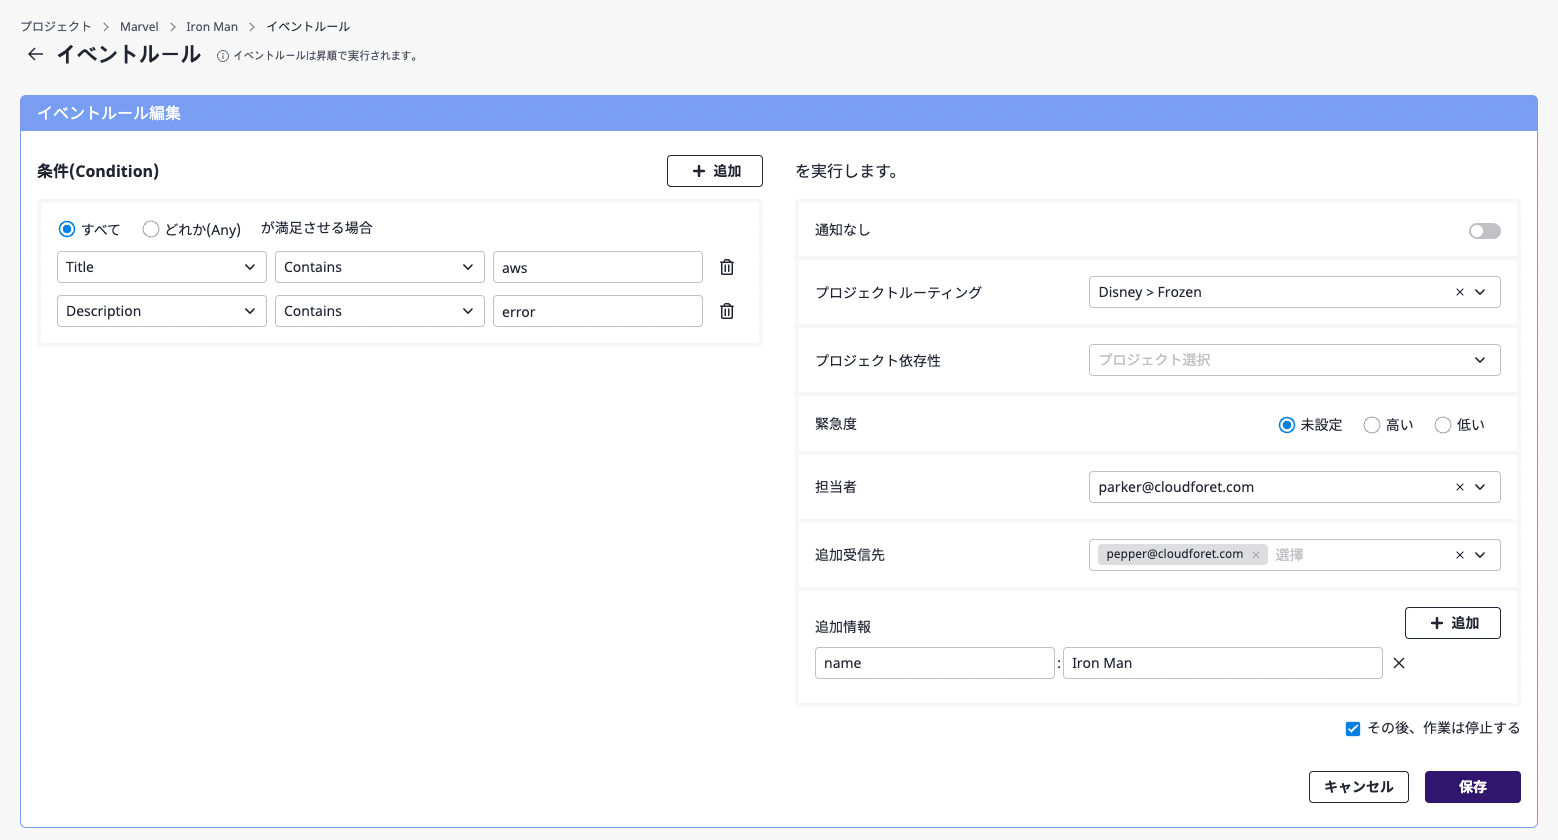 プロジェクト > Marvel > Iron Man > イベントルール
イベントルール
イベントルールは昇順で実行されます。
イベントルール編集
条件(Condition)
追加
すべて どれか(Any) が満足させる場合
Title Contains aws
Description Contains error
を実行します。
通知なし
プロジェクトルーティング Disney > Frozen
プロジェクト依存性 プロジェクト選択
緊急度 未設定 高い 低い
担当者 parker@cloudforet.com
追加受信先 pepper@cloudforet.com 選擇
追加情報 追加
name : Iron Man
その後、作業は停止する
キャンセル 保存